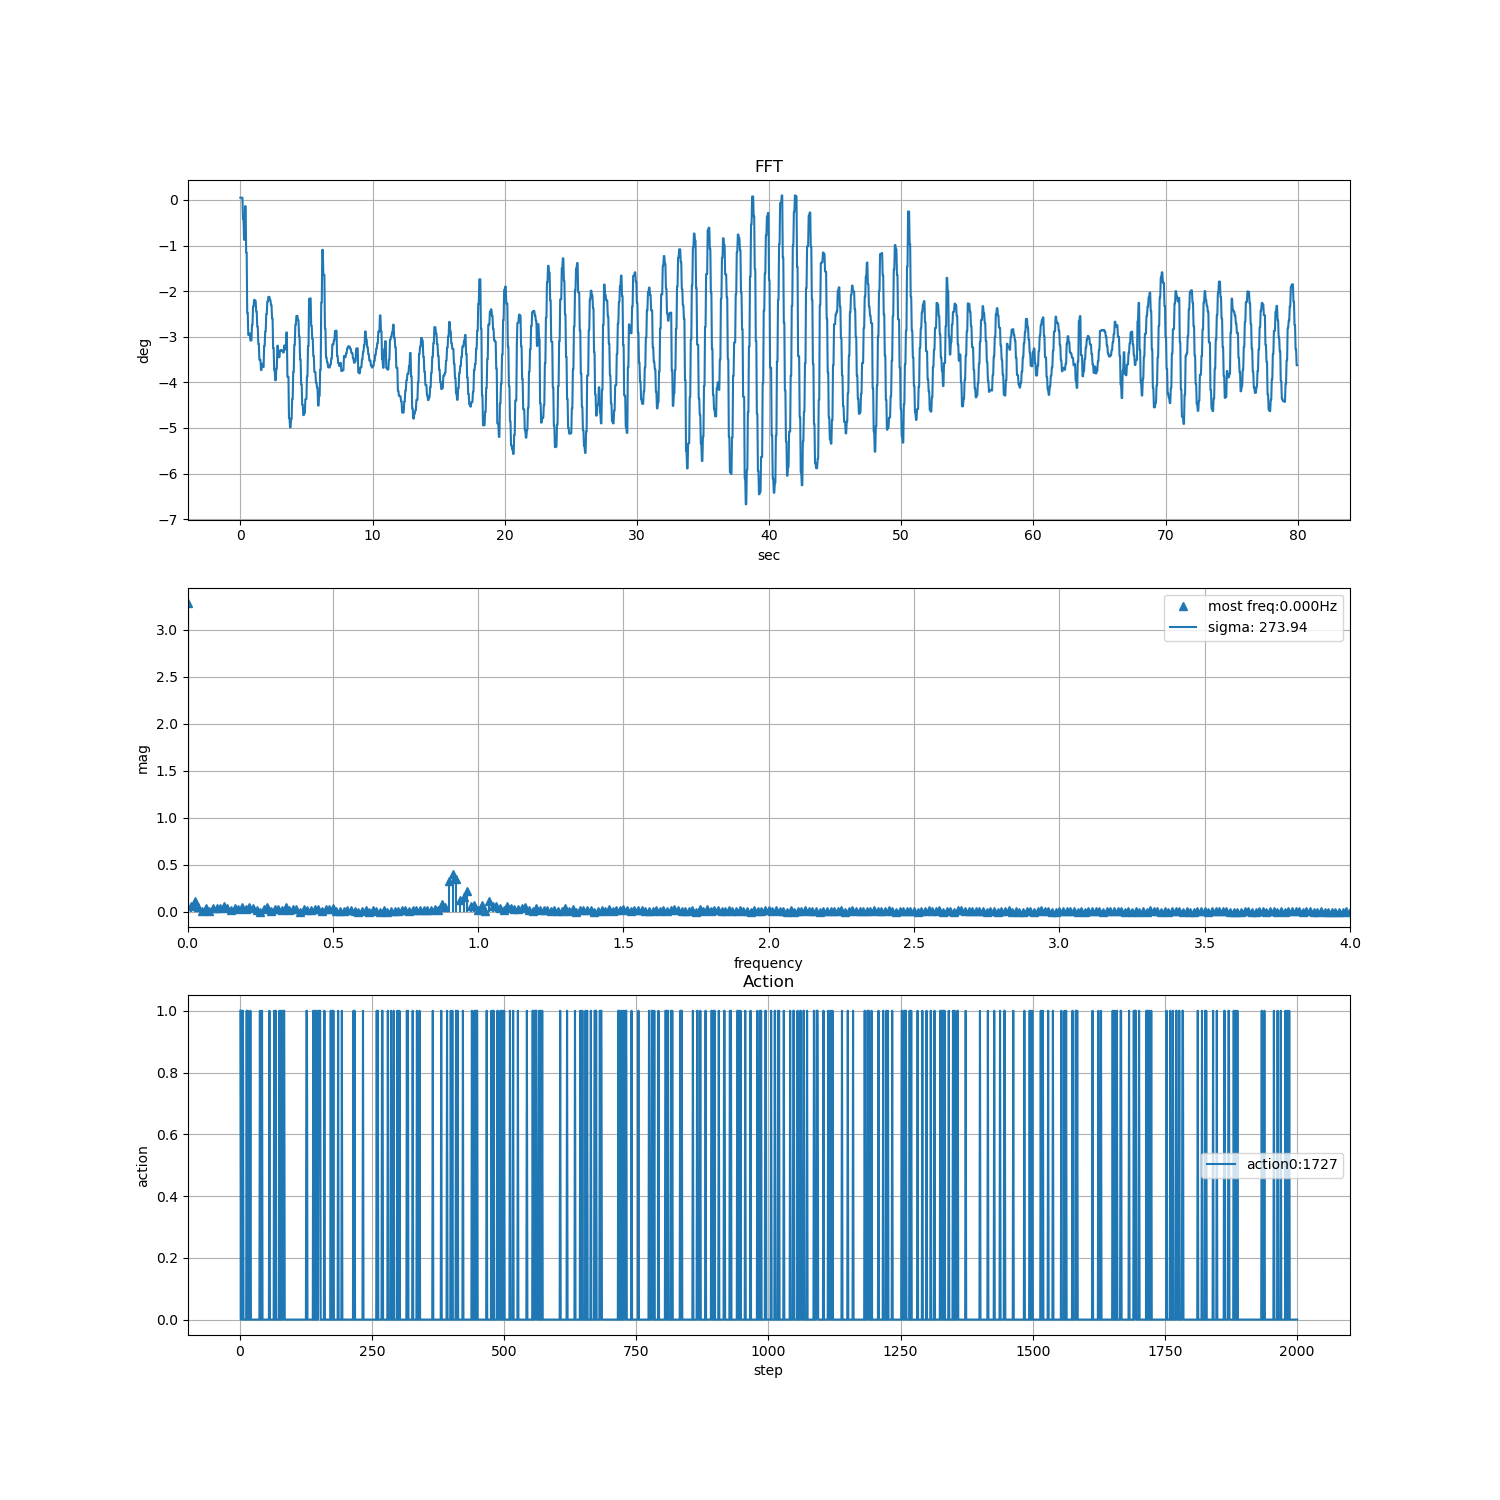 FFT
0
−1
−2
−3
−4
−5
−6
−7
deg
0 10 20 30 40 50 60 70 80
sec
most freq:0.000Hz
sigma: 273.94
3.0
2.5
2.0
1.5
1.0
0.5
0.0
mag
0.0 0.5 1.0 1.5 2.0 2.5 3.0 3.5 4.0
frequency
Action
1.0
0.8
0.6
0.4
0.2
0.0
action
action0:1727
0 250 500 750 1000 1250 1500 1750 2000
step